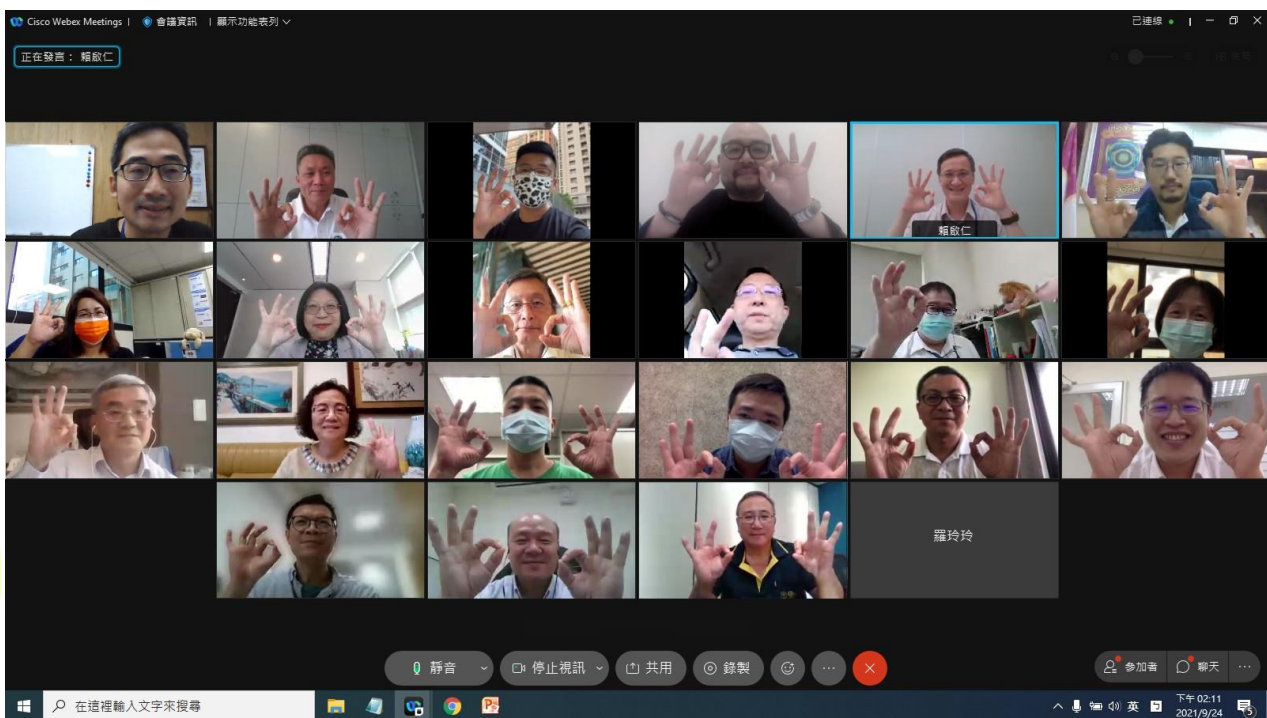 Cisco Webex Meetings | 會議資訊 | 顯示功能表列
已連線
正在發言： 賴啟仁
賴啟仁
羅玲玲
靜音
停止視訊
共用
錄製
參加者
聊天
在這裡輸入文字來搜尋
英
下午 02:11
2021/9/24
5